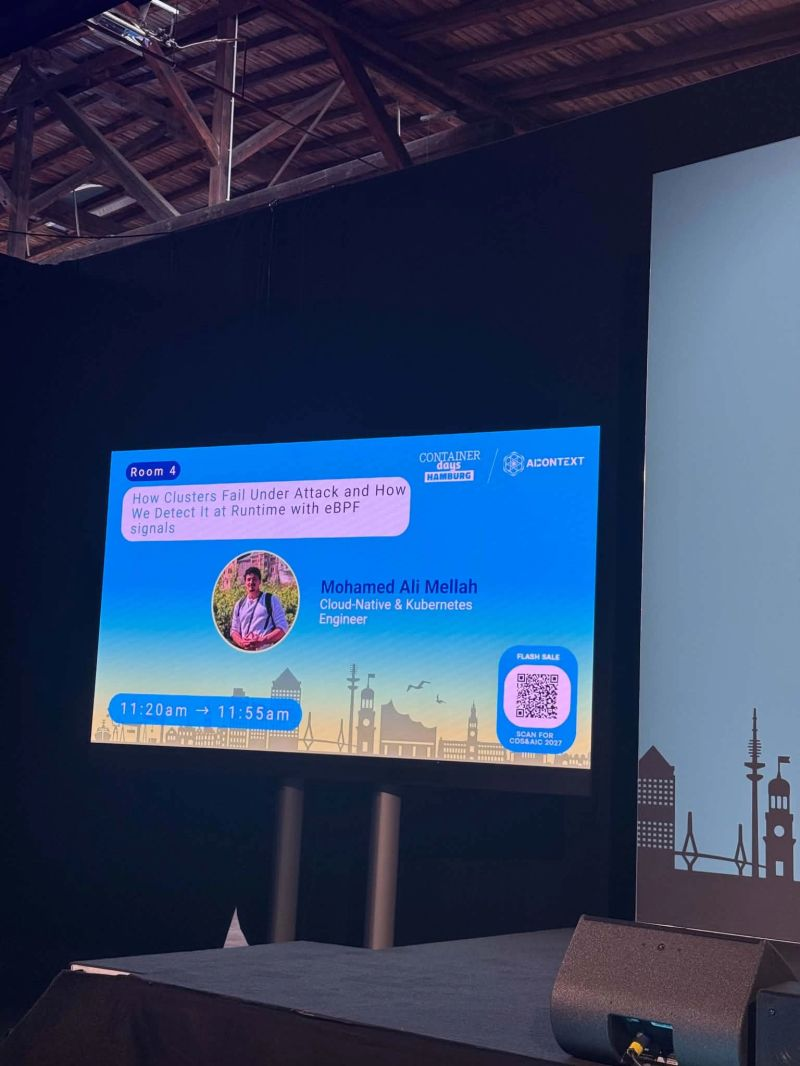 Room 4
CONTAINER
days
HAMBURG
AICONTEXT
How Clusters Fail Under Attack and How
We Detect It at Runtime with eBPF
signals
Mohamed Ali Mellah
Cloud-Native & Kubernetes
Engineer
11:20am → 11:55am
FLASH SALE
SCAN FOR
CDS&AIC 2027